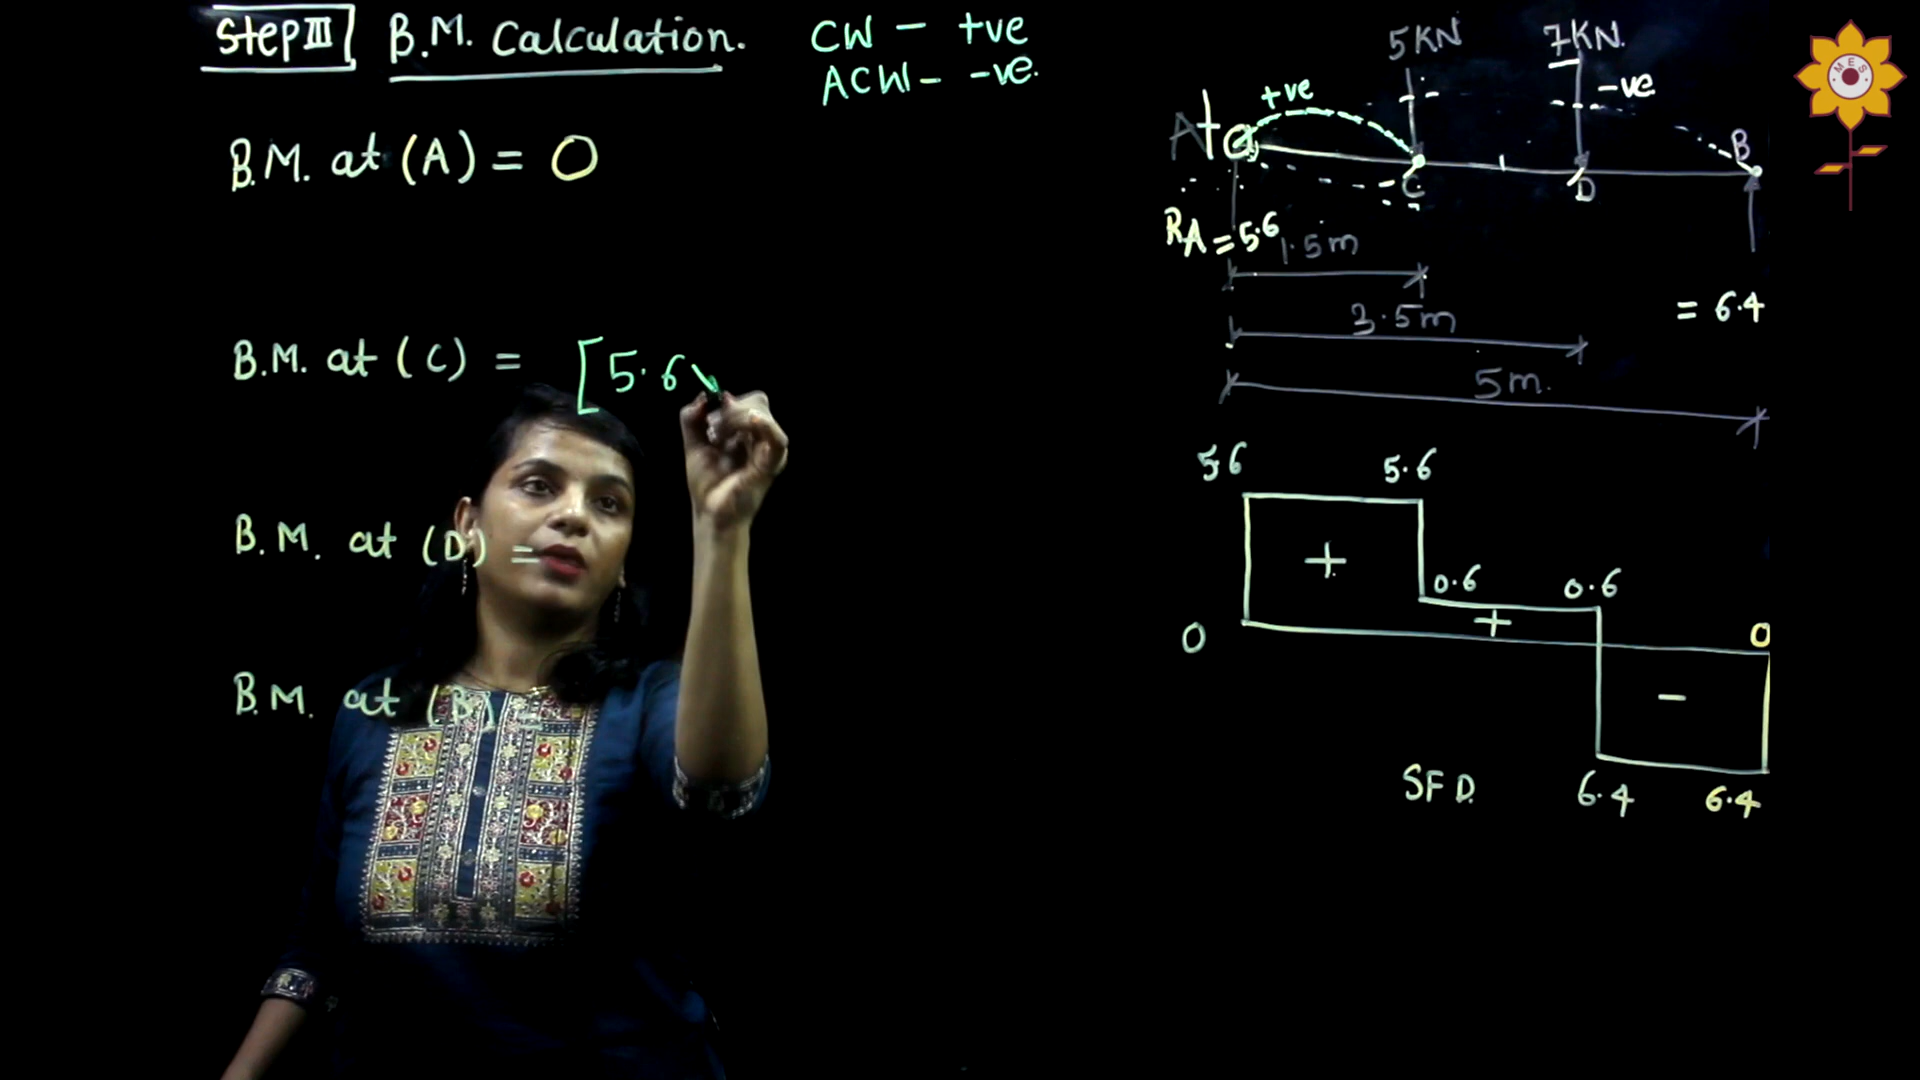 Step III B.M. Calculation.
CW - +ve
ACW - -ve.
B.M. at (A) = 0
B.M. at (C) = [5.6
B.M. at (D) =
B.M. at (B) =
5KN 7KN.
+ve -ve
A C D B
RA = 5.6
1.5m
= 6.4
3.5m
5m.
5.6 5.6
+
0.6 0.6
+
0 0
-
SFD. 6.4 6.4
MES